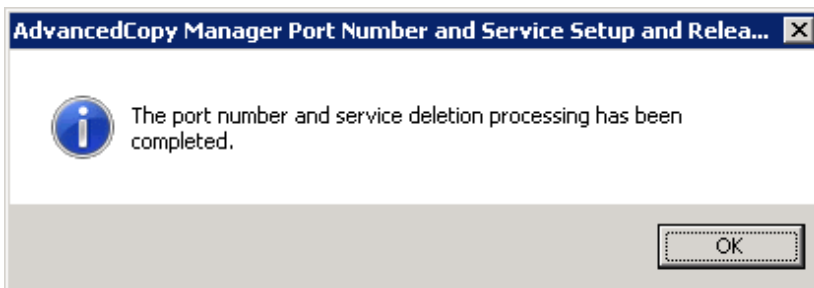 AdvancedCopy Manager Port Number and Service Setup and Relea...
The port number and service deletion processing has been
completed.
OK